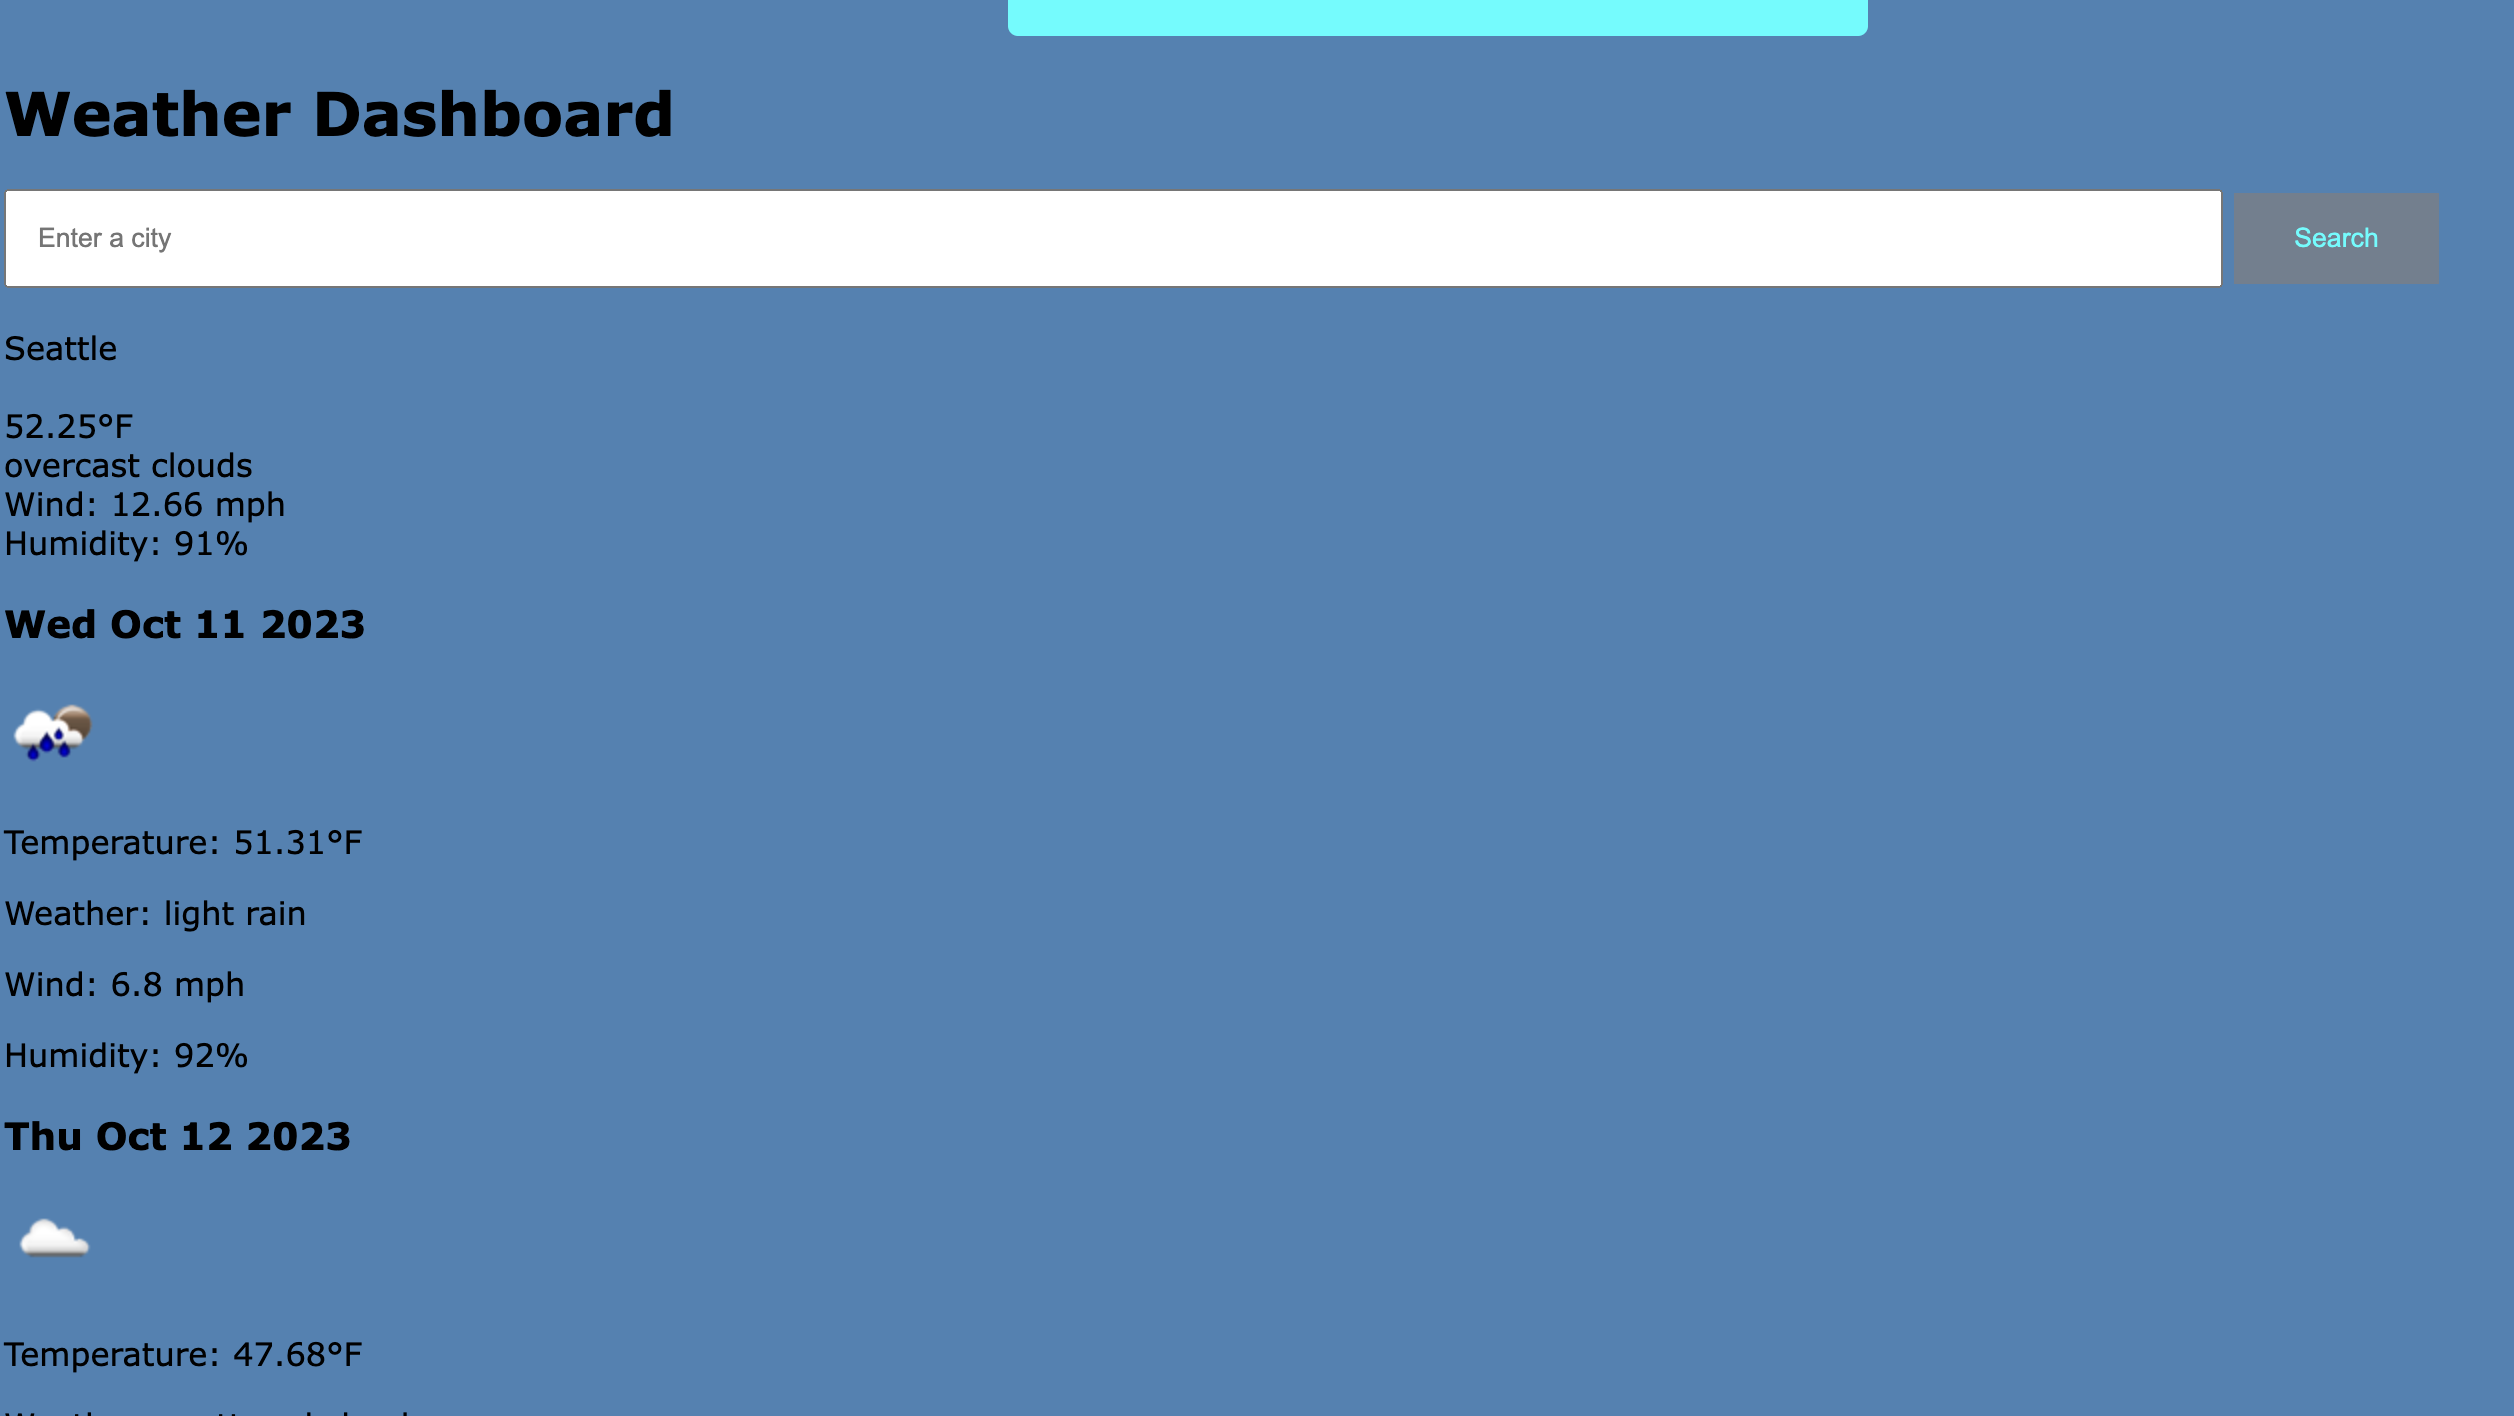 Weather Dashboard
Enter a city
Search
Seattle
52.25°F
overcast clouds
Wind: 12.66 mph
Humidity: 91%
Wed Oct 11 2023
Temperature: 51.31°F
Weather: light rain
Wind: 6.8 mph
Humidity: 92%
Thu Oct 12 2023
Temperature: 47.68°F